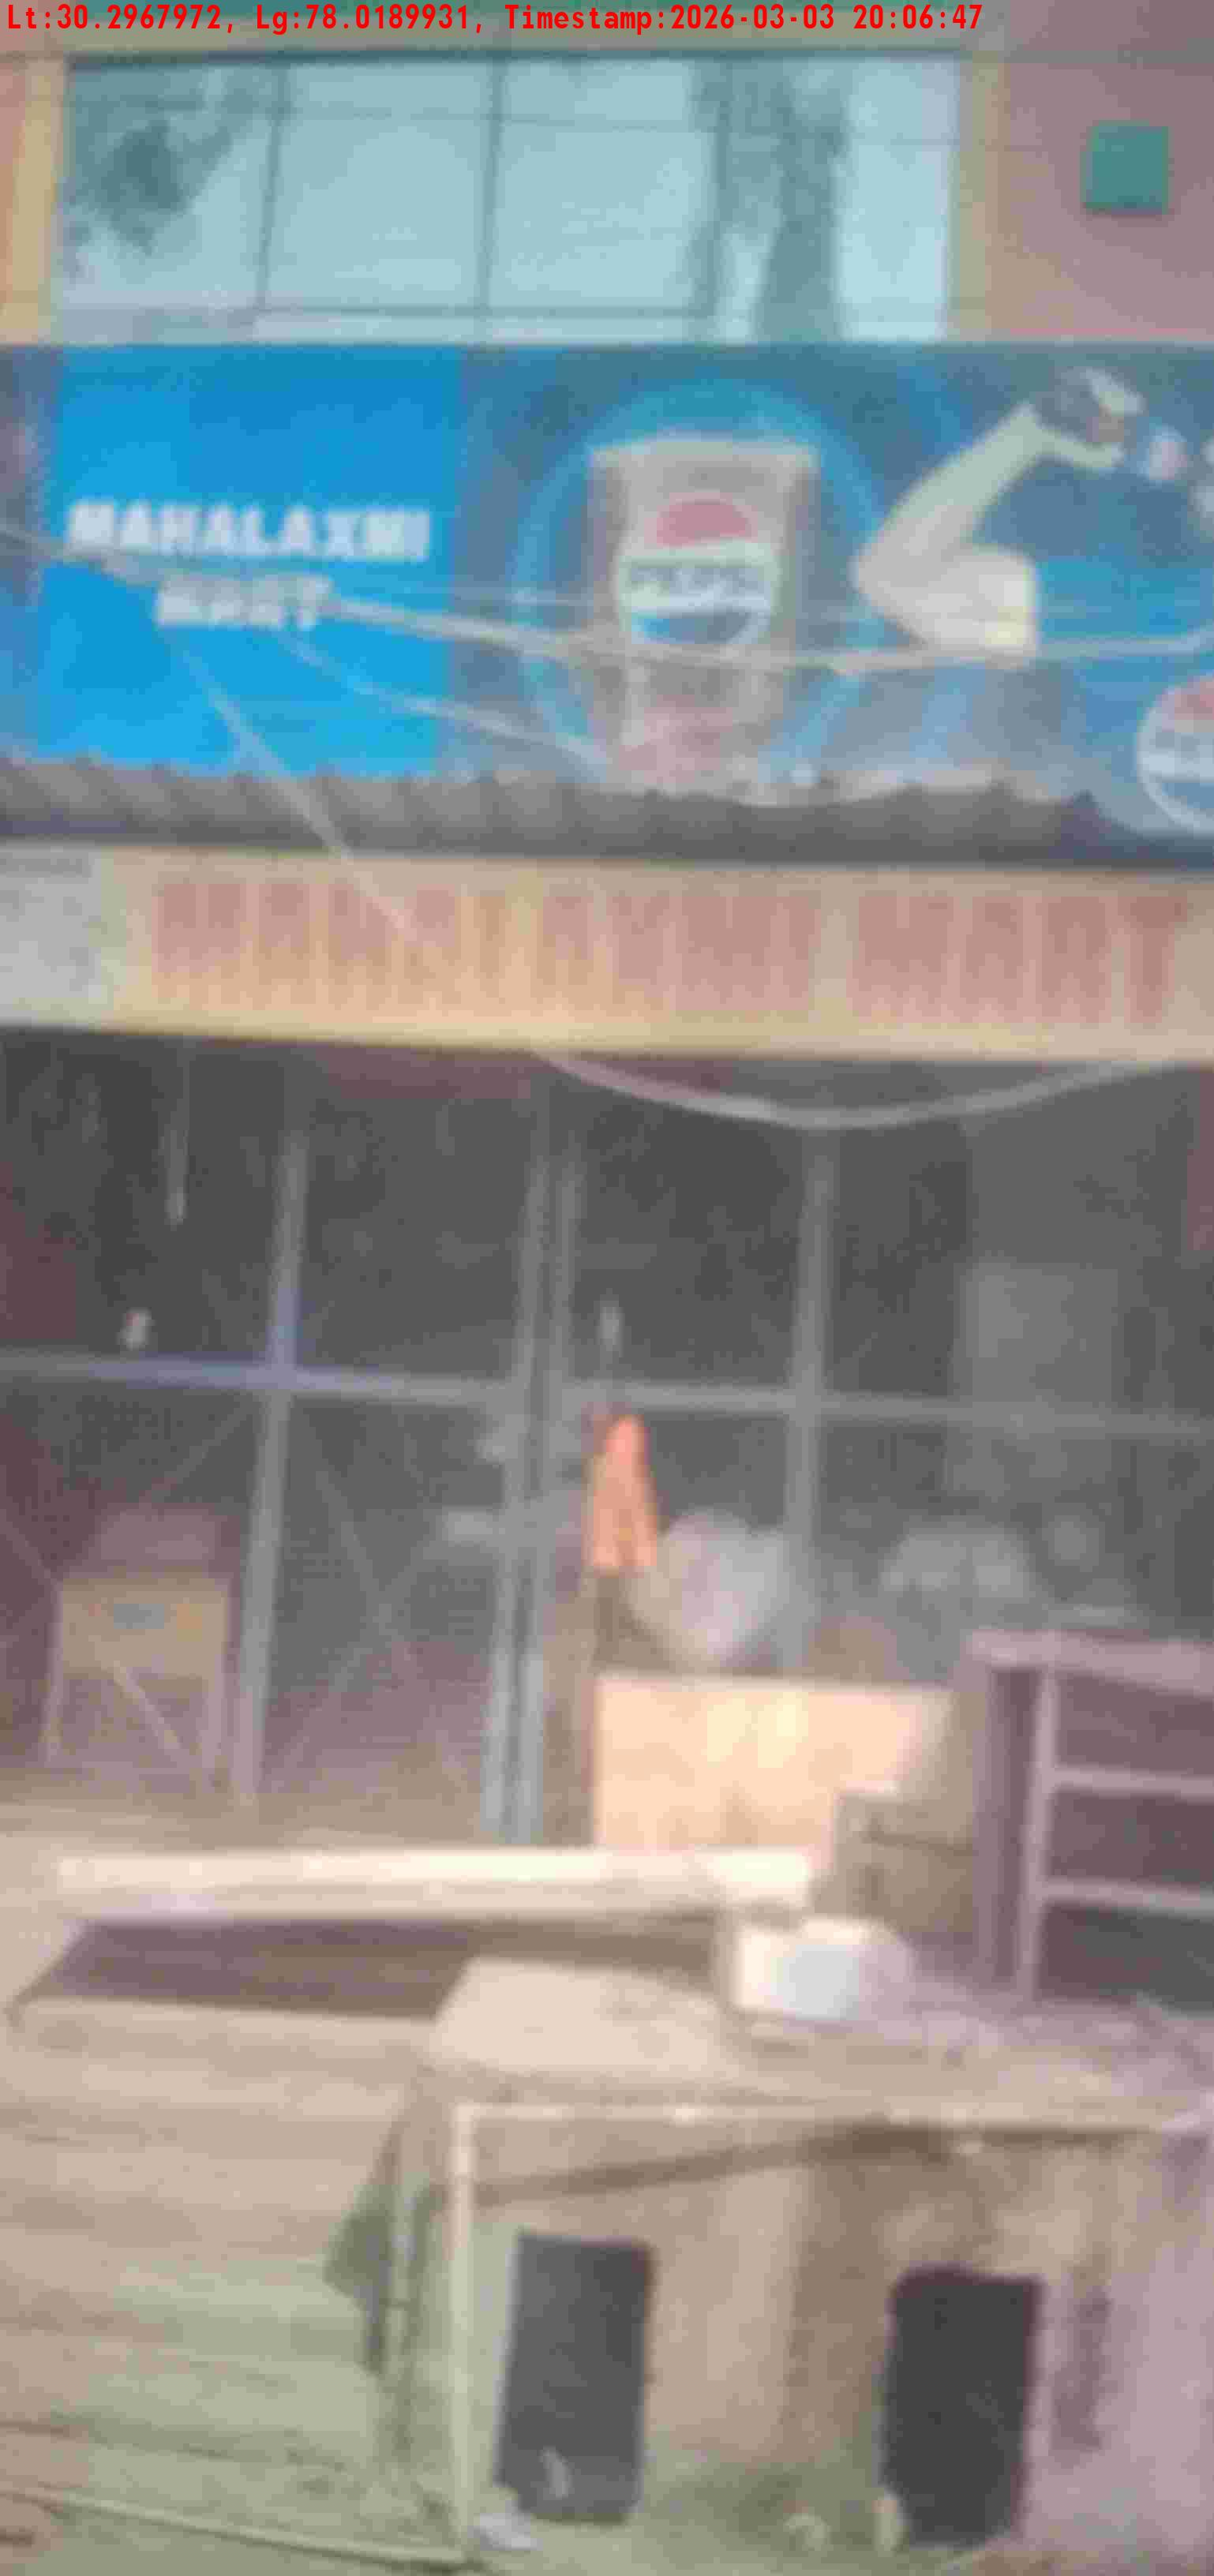 Lt:30.2967972, Lg:78.0189931, Timestamp:2026-03-03 20:06:47
MAHALAXMI
MART
PEPSI
MAHALAXMI MART